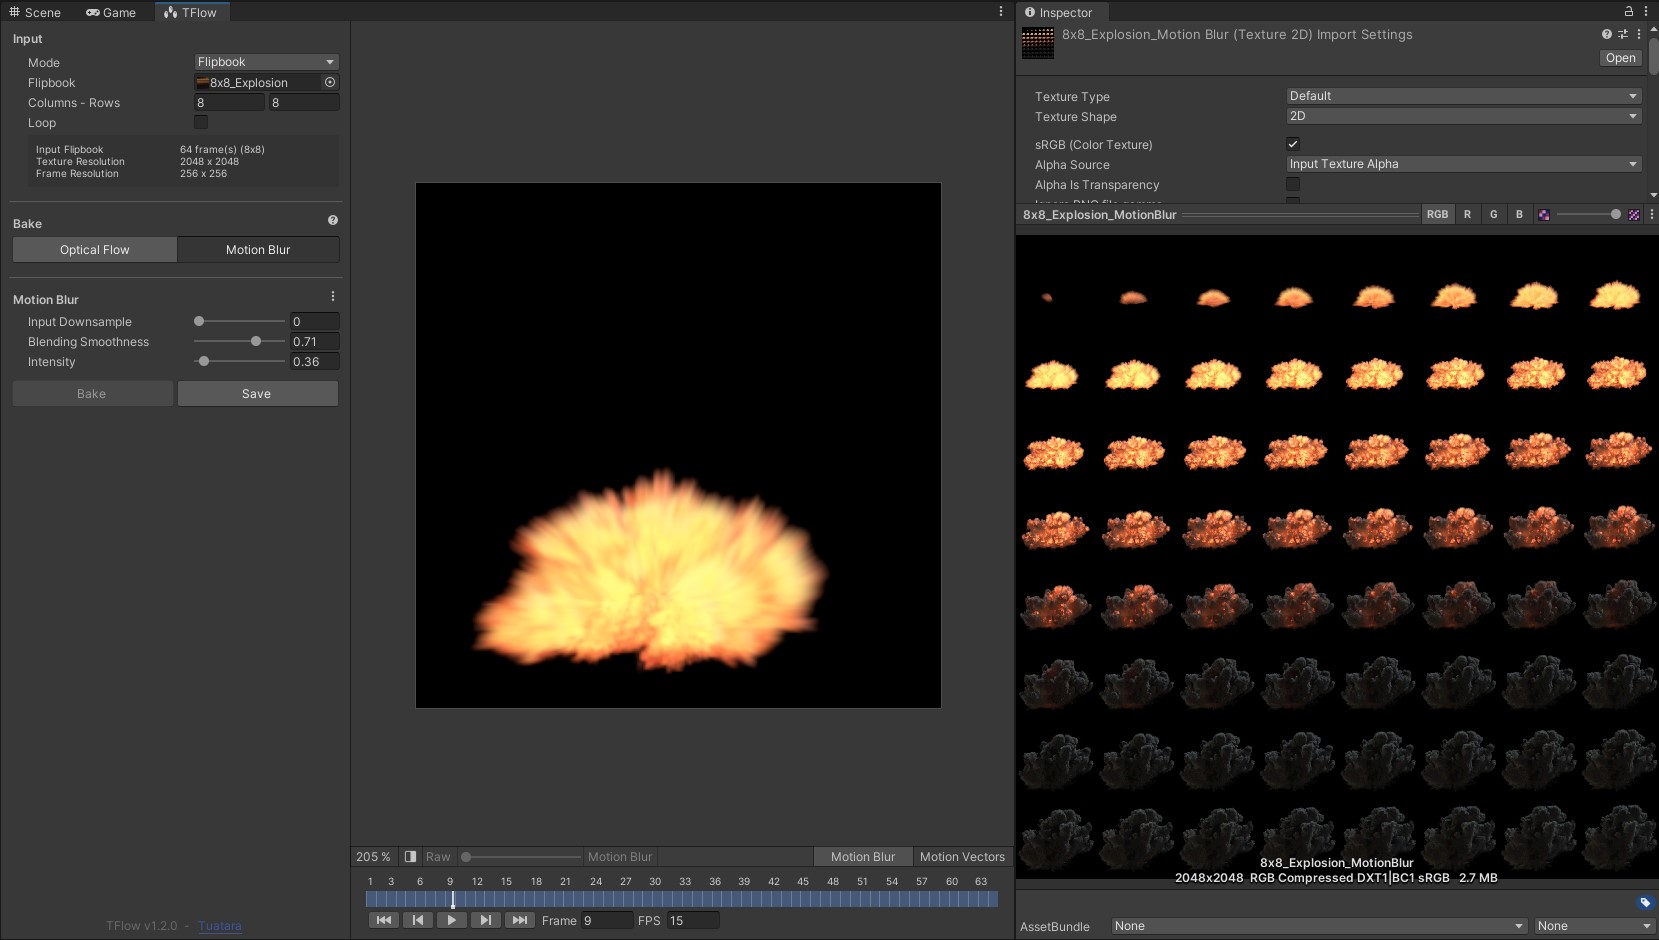 Scene Game TFlow
Input
Mode Flipbook
Flipbook 8x8_Explosion
Columns - Rows 8 8
Loop
Input Flipbook 64 frame(s) (8x8)
Texture Resolution 2048 x 2048
Frame Resolution 256 x 256
Bake
Optical Flow Motion Blur
Motion Blur
Input Downsample 0
Blending Smoothness 0.71
Intensity 0.36
Bake Save
TFlow v1.2.0 - Tuatara
205 % Raw Motion Blur Motion Blur Motion Vectors
1 3 6 9 12 15 18 21 24 27 30 33 36 39 42 45 48 51 54 57 60 63
Frame 9 FPS 15
Inspector
8x8_Explosion_Motion Blur (Texture 2D) Import Settings
Open
Texture Type Default
Texture Shape 2D
sRGB (Color Texture)
Alpha Source Input Texture Alpha
Alpha Is Transparency
8x8_Explosion_MotionBlur RGB R G B
8x8_Explosion_MotionBlur
2048x2048 RGB Compressed DXT1|BC1 sRGB 2.7 MB
AssetBundle None None